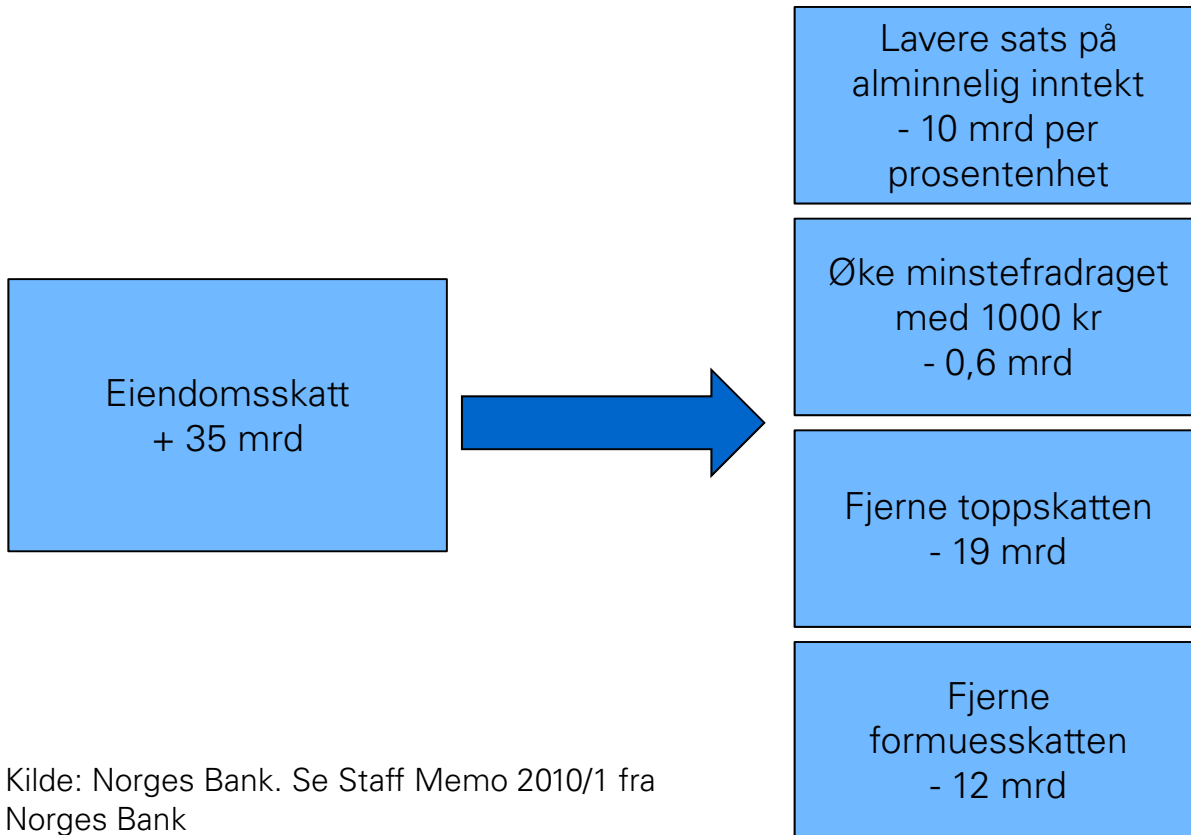 Eiendomsskatt
+ 35 mrd
Lavere sats på
alminnelig inntekt
- 10 mrd per
prosentenhet
Øke minstefradraget
med 1000 kr
- 0,6 mrd
Fjerne toppskatten
- 19 mrd
Fjerne
formuesskatten
- 12 mrd
Kilde: Norges Bank. Se Staff Memo 2010/1 fra
Norges Bank